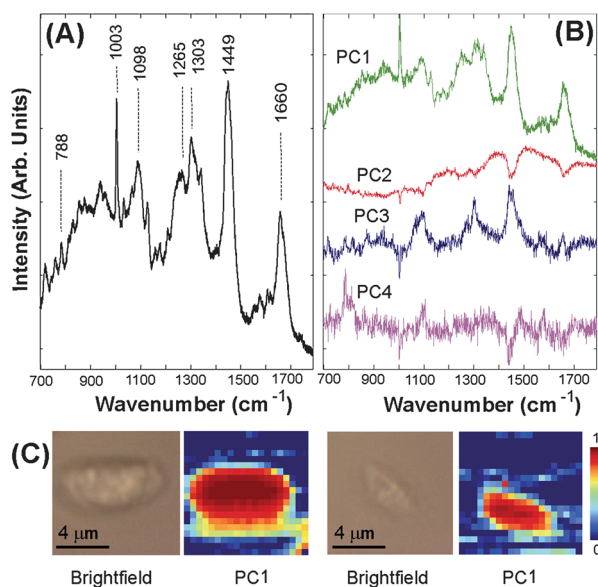 (A)
1003
1098
1265
1303
1449
1660
788
Intensity (Arb. Units)
700 900 1100 1300 1500 1700
Wavenumber (cm⁻¹)
(B)
PC1
PC2
PC3
PC4
700 900 1100 1300 1500 1700
Wavenumber (cm⁻¹)
(C)
4 μm
4 μm
1
0
Brightfield PC1 Brightfield PC1